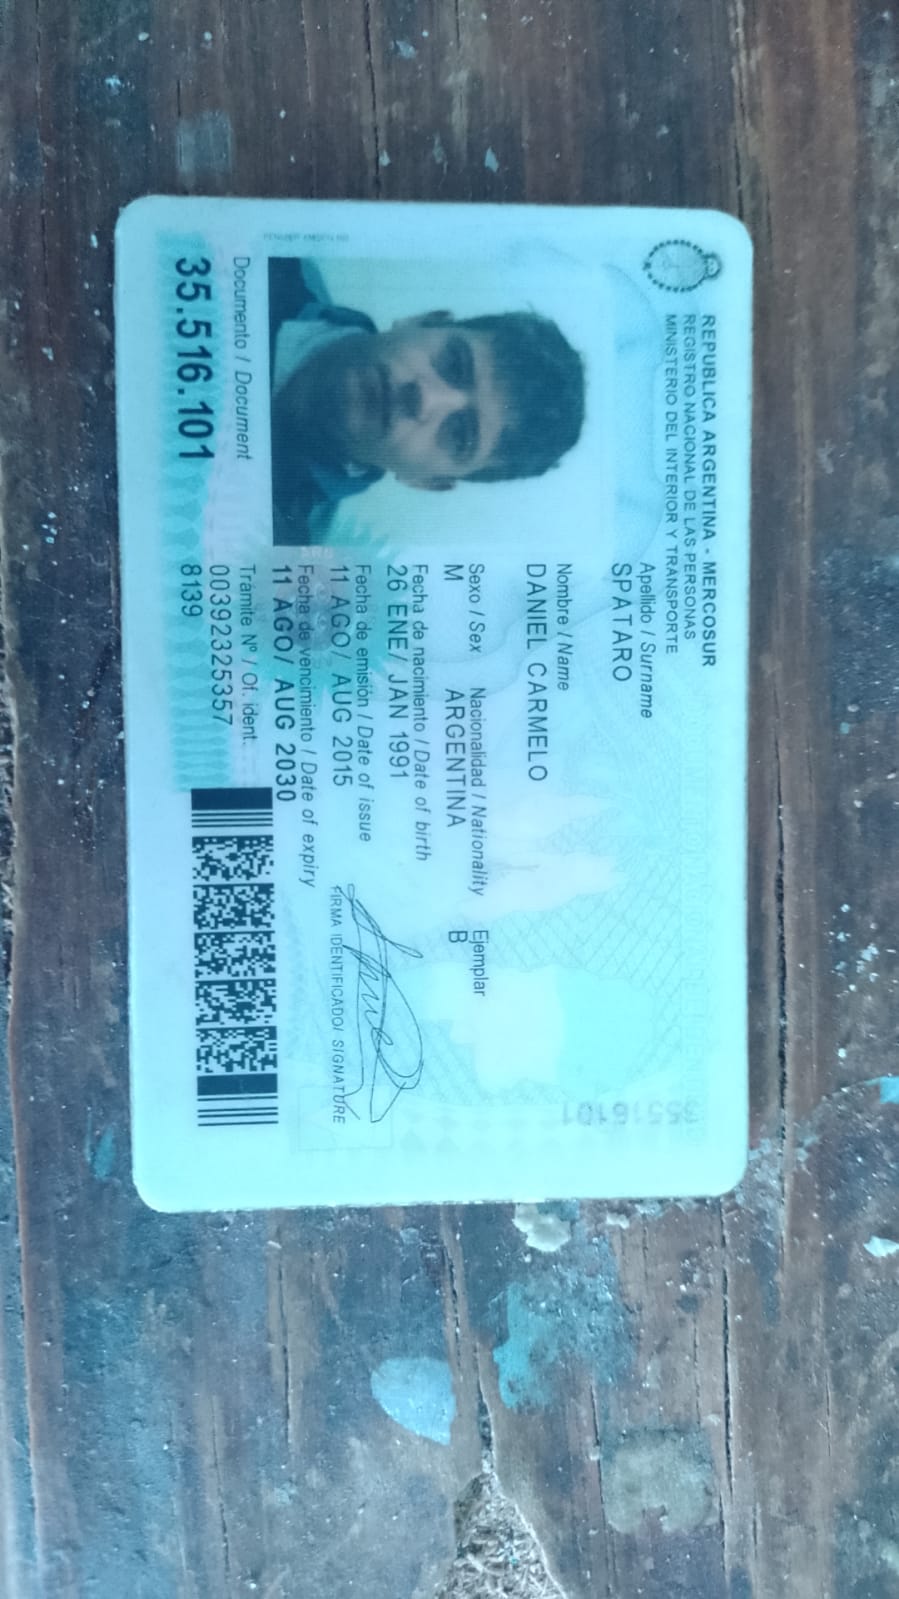 REPUBLICA ARGENTINA - MERCOSUR
REGISTRO NACIONAL DE LAS PERSONAS
MINISTERIO DEL INTERIOR Y TRANSPORTE
Apellido / Surname
SPATARO
Nombre / Name
DANIEL CARMELO
Sexo / Sex Nacionalidad / Nationality Ejemplar
M ARGENTINA B
Fecha de nacimiento / Date of birth
26 ENE/ JAN 1991
Fecha de emisión / Date of issue
11 AGO/ AUG 2015
Fecha de vencimiento / Date of expiry
11 AGO/ AUG 2030
FIRMA IDENTIFICADO/ SIGNATURE
Documento / Document
35.516.101
Trámite Nº / Of. ident.
00392325357
8139
ARG
35516101